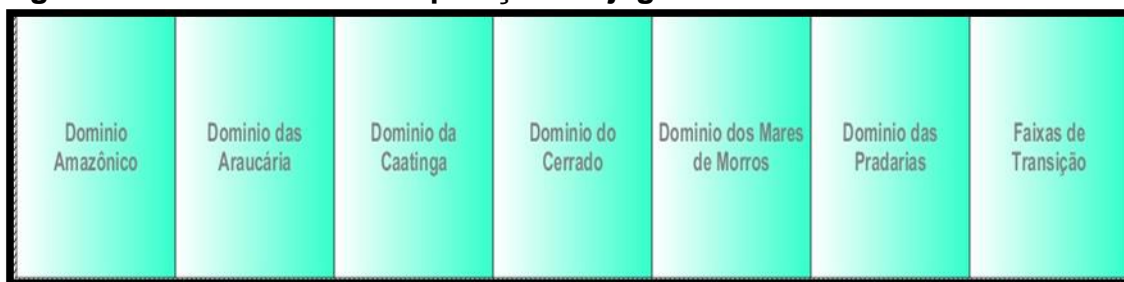 Dominio
Amazônico
Dominio das
Araucária
Dominio da
Caatinga
Dominio do
Cerrado
Dominio dos Mares
de Morros
Dominio das
Pradarias
Faixas de
Transição